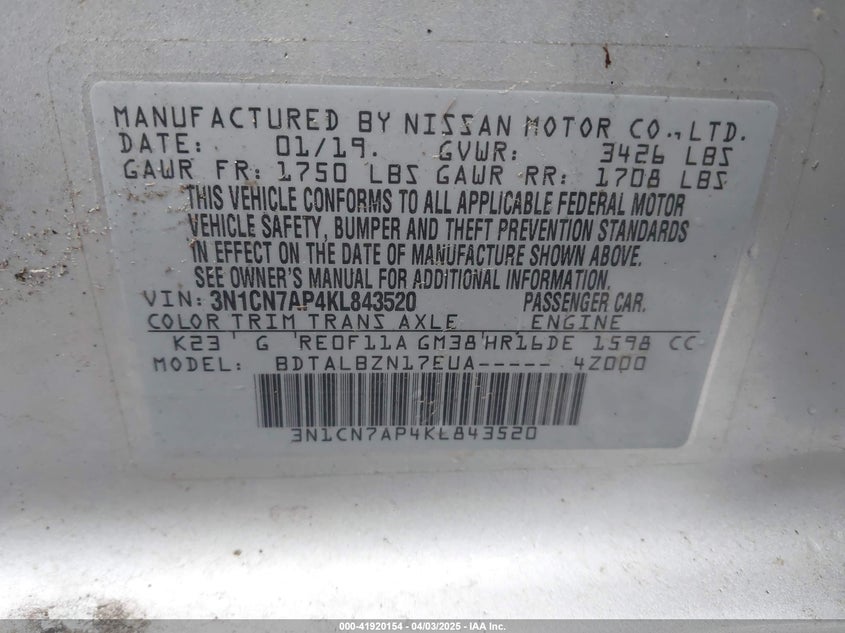 MANUFACTURED BY NISSAN MOTOR CO., LTD.
DATE: 01/19. GVWR: 3426 LBS
GAWR FR: 1750 LBS GAWR RR: 1708 LBS
THIS VEHICLE CONFORMS TO ALL APPLICABLE FEDERAL MOTOR
VEHICLE SAFETY, BUMPER AND THEFT PREVENTION STANDARDS
IN EFFECT ON THE DATE OF MANUFACTURE SHOWN ABOVE.
SEE OWNER'S MANUAL FOR ADDITIONAL INFORMATION.
VIN: 3N1CN7AP4KL843520 PASSENGER CAR.
COLOR TRIM TRANS AXLE ENGINE
K23 G RE0F11A GM38 HR16DE 1598 CC
MODEL: BDTALBZN17EUA----- 4Z000
3N1CN7AP4KL843520
000-41920154 - 04/03/2025 - IAA Inc.